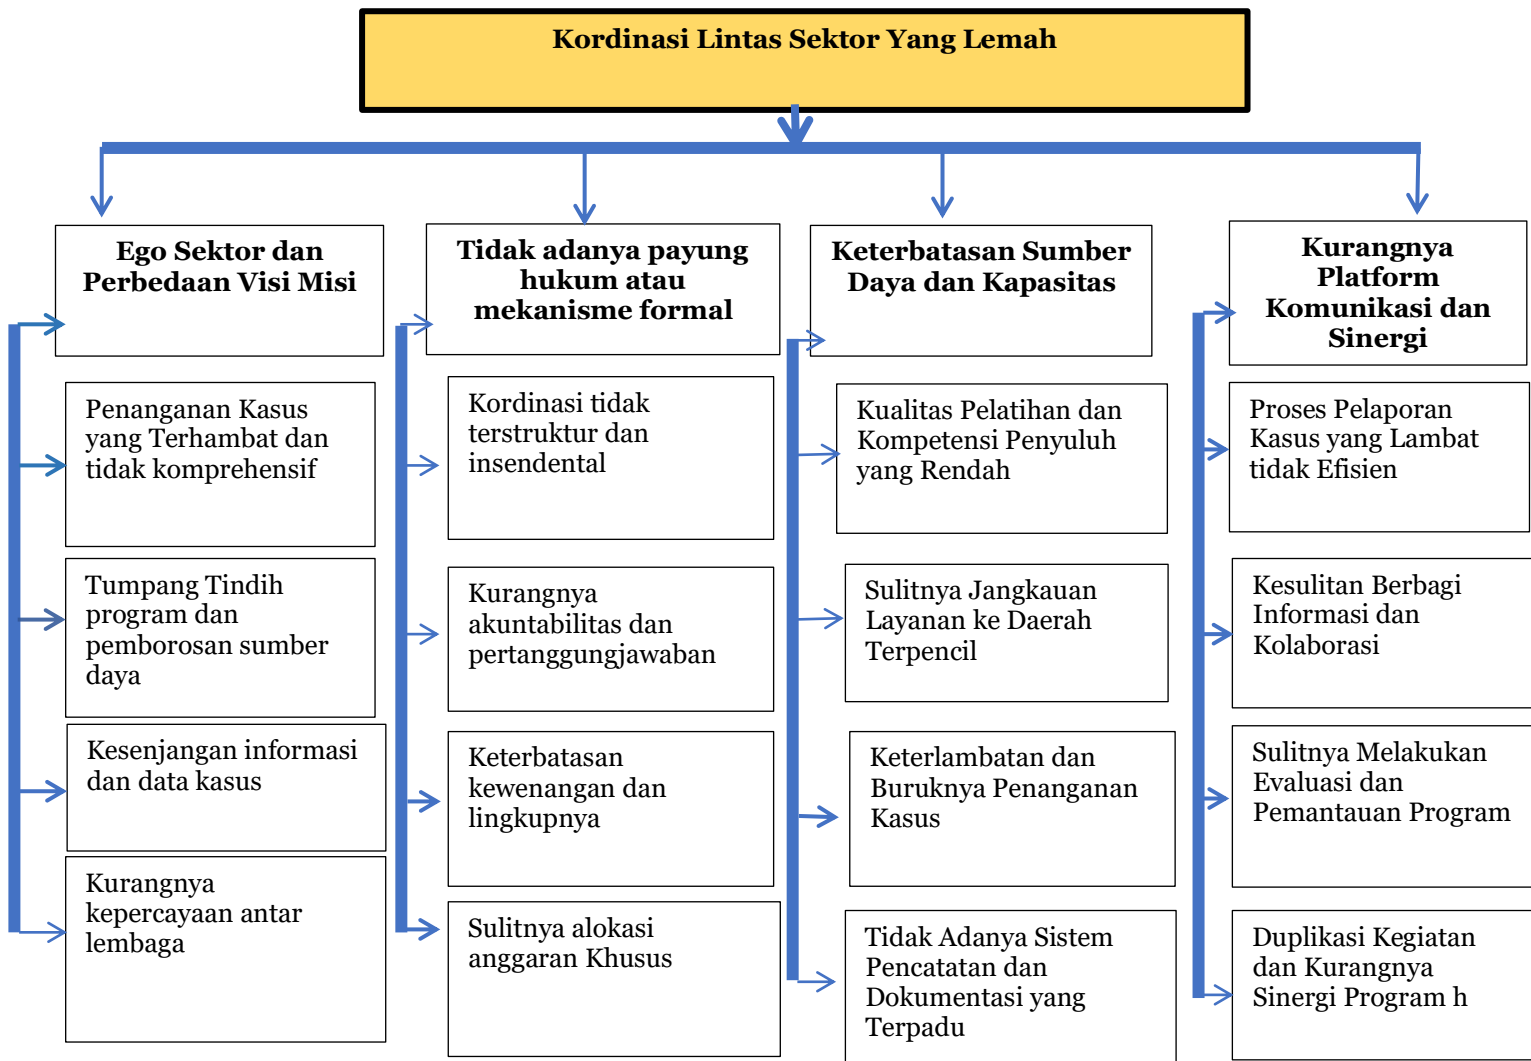 Kordinasi Lintas Sektor Yang Lemah
Ego Sektor dan
Perbedaan Visi Misi
Penanganan Kasus
yang Terhambat dan
tidak komprehensif
Tumpang Tindih
program dan
pemborosan sumber
daya
Kesenjangan informasi
dan data kasus
Kurangnya
kepercayaan antar
lembaga
Tidak adanya payung
hukum atau
mekanisme formal
Kordinasi tidak
terstruktur dan
insendental
Kurangnya
akuntabilitas dan
pertanggungjawaban
Keterbatasan
kewenangan dan
lingkupnya
Sulitnya alokasi
anggaran Khusus
Keterbatasan Sumber
Daya dan Kapasitas
Kualitas Pelatihan dan
Kompetensi Penyuluh
yang Rendah
Sulitnya Jangkauan
Layanan ke Daerah
Terpencil
Keterlambatan dan
Buruknya Penanganan
Kasus
Tidak Adanya Sistem
Pencatatan dan
Dokumentasi yang
Terpadu
Kurangnya
Platform
Komunikasi dan
Sinergi
Proses Pelaporan
Kasus yang Lambat
tidak Efisien
Kesulitan Berbagi
Informasi dan
Kolaborasi
Sulitnya Melakukan
Evaluasi dan
Pemantauan Program
Duplikasi Kegiatan
dan Kurangnya
Sinergi Program h